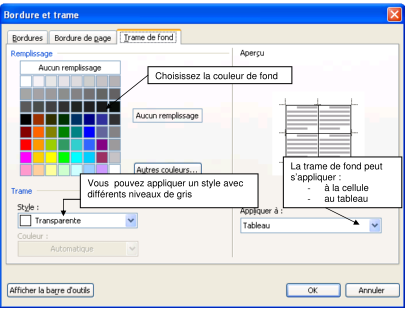 Bordure et trame
Bordures
Bordure de page
Trame de fond
Remplissage
Aperçu
Aucun remplissage
Choisissez la couleur de fond
Aucun remplissage
Autres couleurs...
La trame de fond peut
s'appliquer :
- à la cellule
- au tableau
Trame
Vous pouvez appliquer un style avec
différents niveaux de gris
Style :
Transparente
Couleur :
Automatique
Appliquer à :
Tableau
Afficher la barre d'outils
OK
Annuler